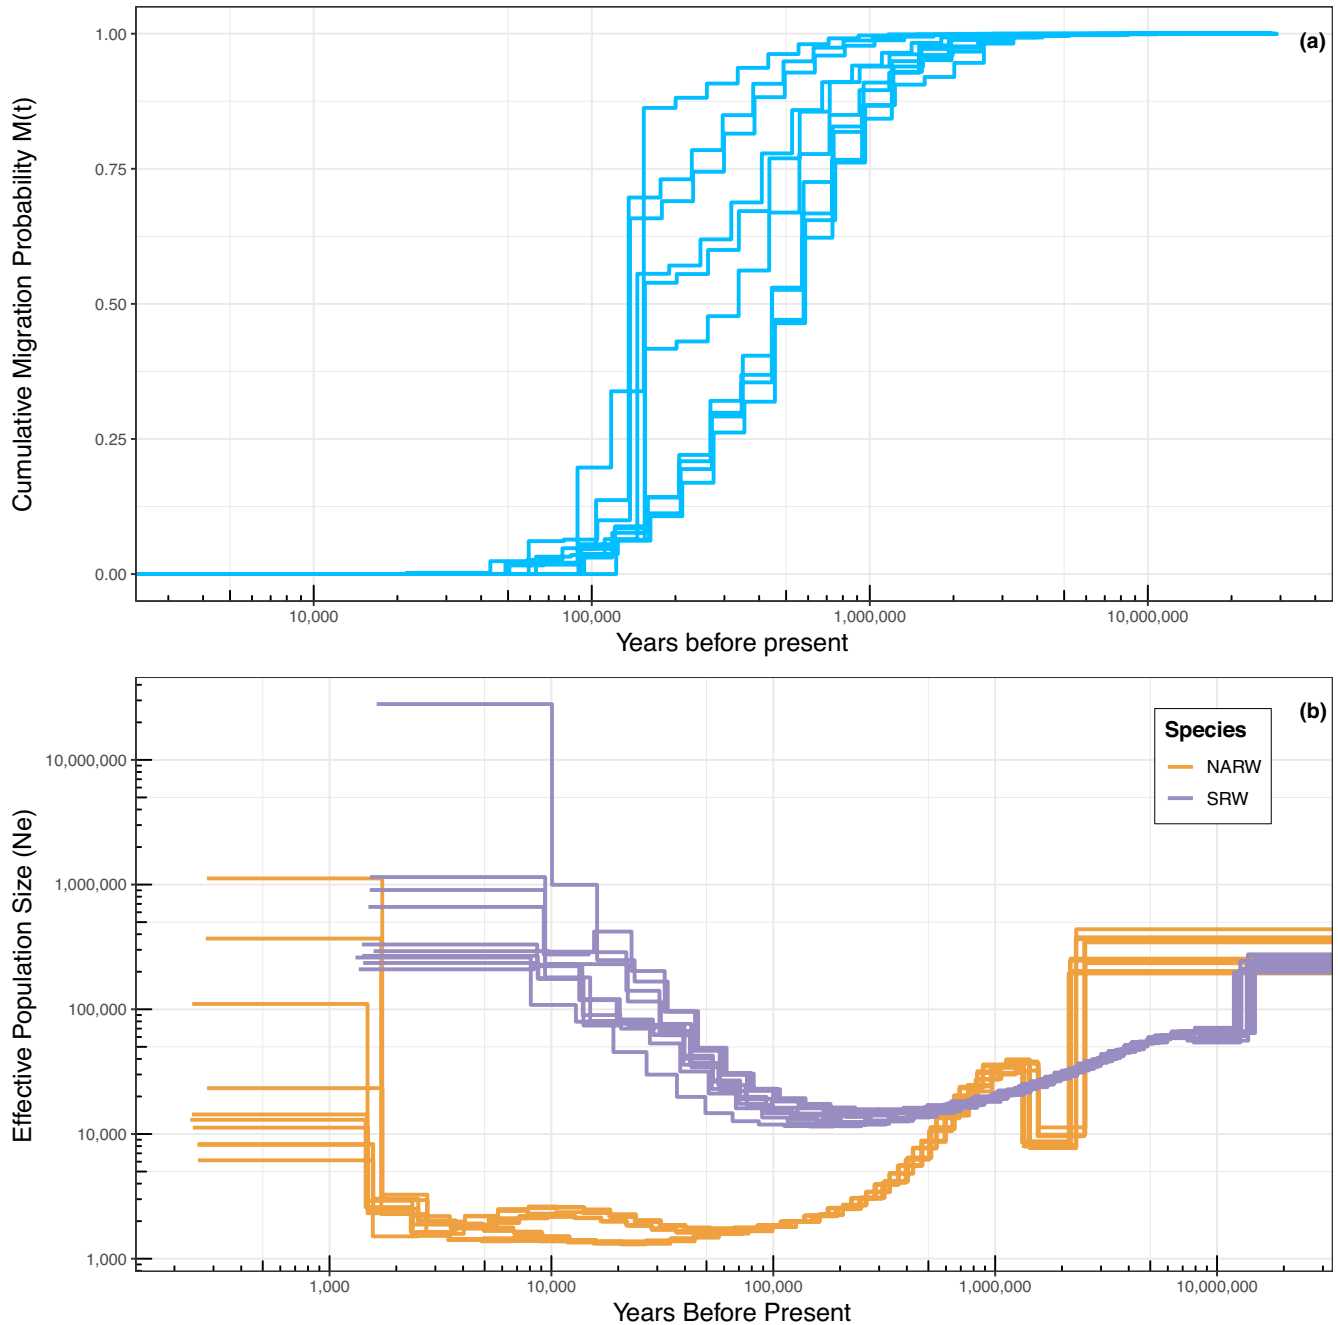 (a)
Cumulative Migration Probability M(t)
1.00
0.75
0.50
0.25
0.00
10,000 100,000 1,000,000 10,000,000
Years before present
(b)
Species
NARW
SRW
Effective Population Size (Ne)
10,000,000
1,000,000
100,000
10,000
1,000
1,000 10,000 100,000 1,000,000 10,000,000
Years Before Present